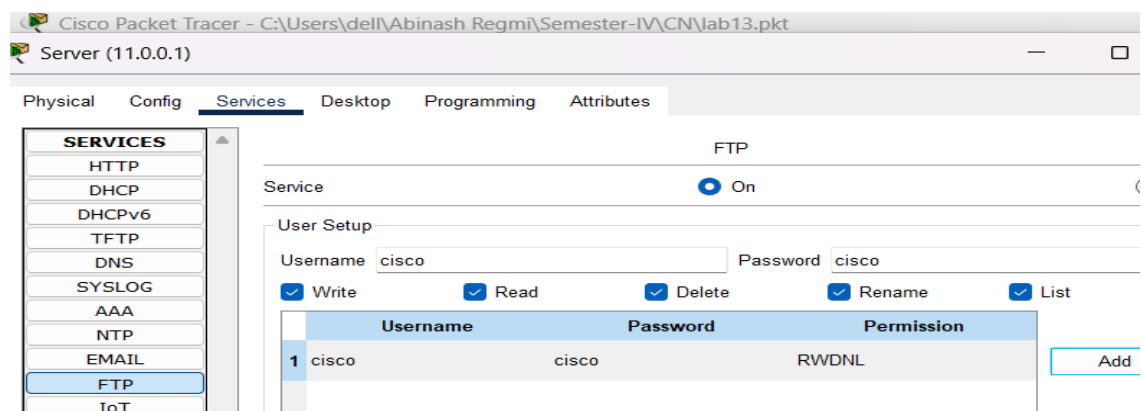 Cisco Packet Tracer - C:\Users\dell\Abinash Regmi\Semester-IV\CN\lab13.pkt
Server (11.0.0.1)
Physical Config Services Desktop Programming Attributes
SERVICES
HTTP
DHCP
DHCPv6
TFTP
DNS
SYSLOG
AAA
NTP
EMAIL
FTP
IoT
FTP
Service On
User Setup
Username cisco Password cisco
Write Read Delete Rename List
Username Password Permission
1 cisco cisco RWDNL
Add